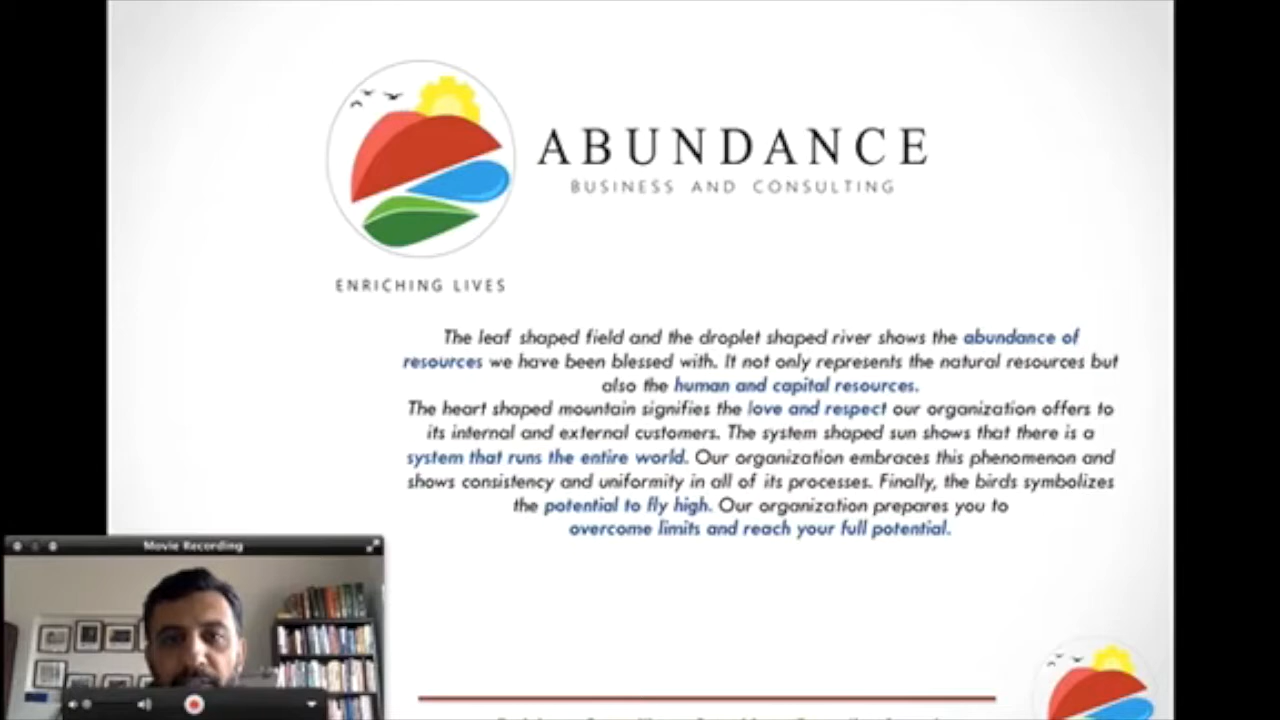 ABUNDANCE
BUSINESS AND CONSULTING
ENRICHING LIVES
The leaf shaped field and the droplet shaped river shows the abundance of
resources we have been blessed with. It not only represents the natural resources but
also the human and capital resources.
The heart shaped mountain signifies the love and respect our organization offers to
its internal and external customers. The system shaped sun shows that there is a
system that runs the entire world. Our organization embraces this phenomenon and
shows consistency and uniformity in all of its processes. Finally, the birds symbolizes
the potential to fly high. Our organization prepares you to
overcome limits and reach your full potential.
Movie Recording